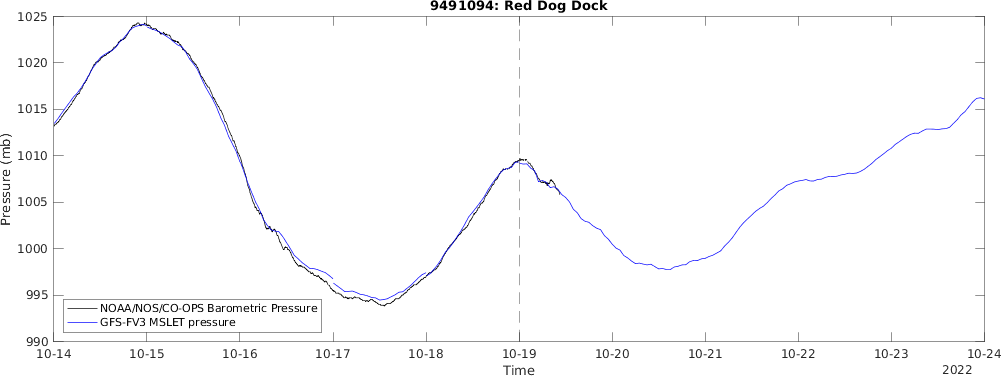 9491094: Red Dog Dock
1025
1020
1015
1010
1005
1000
995
990
Pressure (mb)
NOAA/NOS/CO-OPS Barometric Pressure
GFS-FV3 MSLET pressure
10-14 10-15 10-16 10-17 10-18 10-19 10-20 10-21 10-22 10-23 10-24
Time
2022